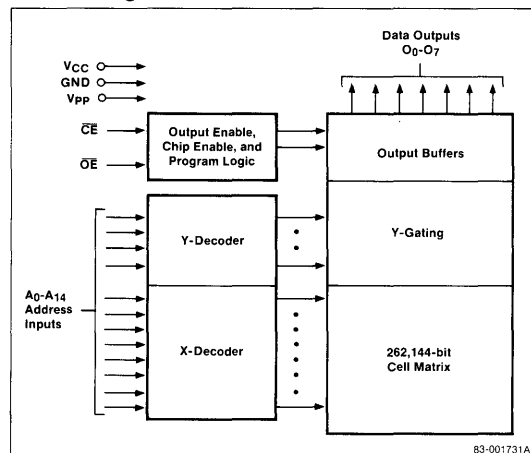 Data Outputs
O0-O7
VCC
GND
VPP
CE
OE
Output Enable,
Chip Enable, and
Program Logic
Output Buffers
Y-Decoder
Y-Gating
A0-A14
Address
Inputs
X-Decoder
262,144-bit
Cell Matrix
83-001731A